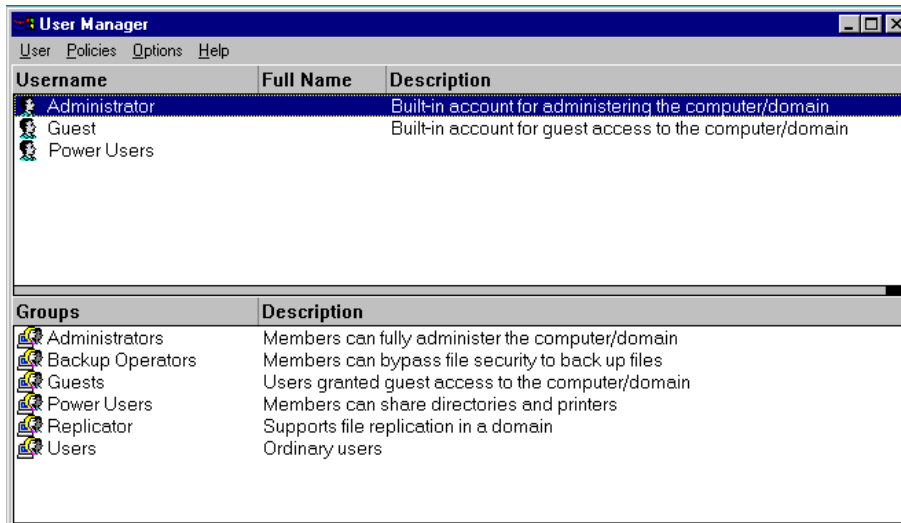 User Manager
User Policies Options Help
Username Full Name Description
Administrator Built-in account for administering the computer/domain
Guest Built-in account for guest access to the computer/domain
Power Users
Groups Description
Administrators Members can fully administer the computer/domain
Backup Operators Members can bypass file security to back up files
Guests Users granted guest access to the computer/domain
Power Users Members can share directories and printers
Replicator Supports file replication in a domain
Users Ordinary users